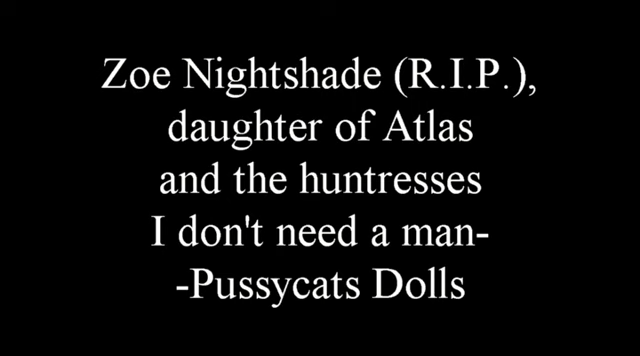 Zoe Nightshade (R.I.P.),
daughter of Atlas
and the huntresses
I don't need a man-
-Pussycats Dolls